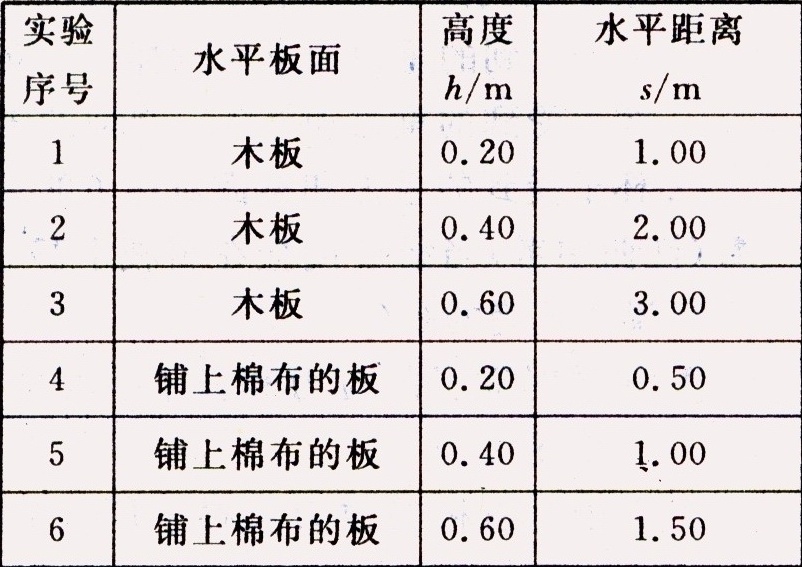 实验序号 水平板面 高度h/m 水平距离s/m
1 木板 0.20 1.00
2 木板 0.40 2.00
3 木板 0.60 3.00
4 铺上棉布的板 0.20 0.50
5 铺上棉布的板 0.40 1.00
6 铺上棉布的板 0.60 1.50